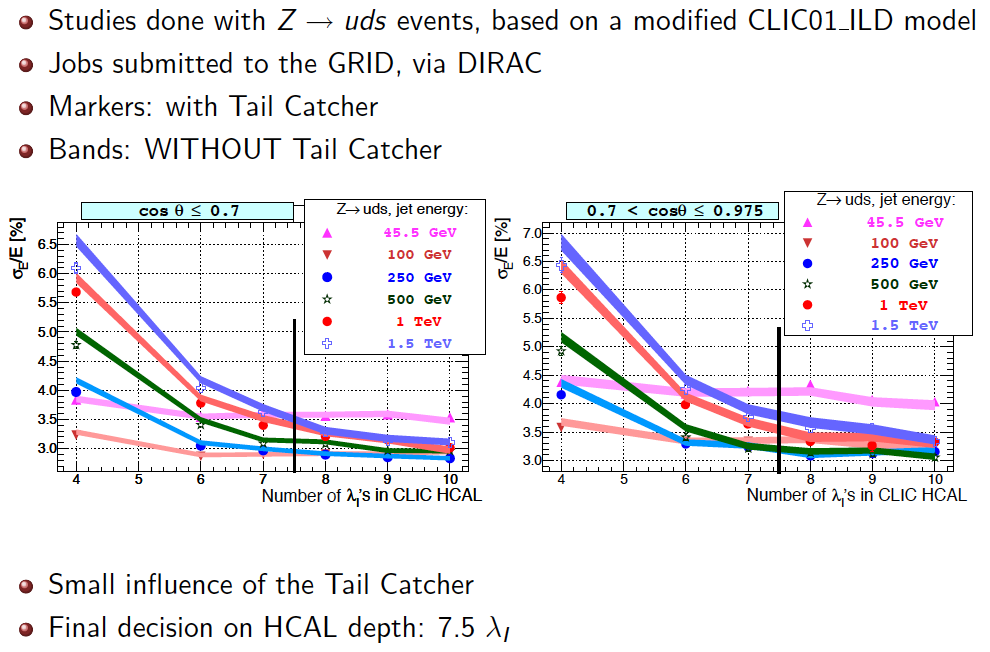 Studies done with Z → uds events, based on a modified CLIC01_ILD model
Jobs submitted to the GRID, via DIRAC
Markers: with Tail Catcher
Bands: WITHOUT Tail Catcher
cos θ ≤ 0.7
Z→ uds, jet energy:
45.5 GeV
100 GeV
250 GeV
500 GeV
1 TeV
1.5 TeV
σE/E [%]
6.5
6.0
5.5
5.0
4.5
4.0
3.5
3.0
4 5 6 7 8 9 10
Number of λI's in CLIC HCAL
0.7 < cosθ ≤ 0.975
Z→ uds, jet energy:
45.5 GeV
100 GeV
250 GeV
500 GeV
1 TeV
1.5 TeV
σE/E [%]
7.0
6.5
6.0
5.5
5.0
4.5
4.0
3.5
3.0
4 5 6 7 8 9 10
Number of λI's in CLIC HCAL
Small influence of the Tail Catcher
Final decision on HCAL depth: 7.5 λI